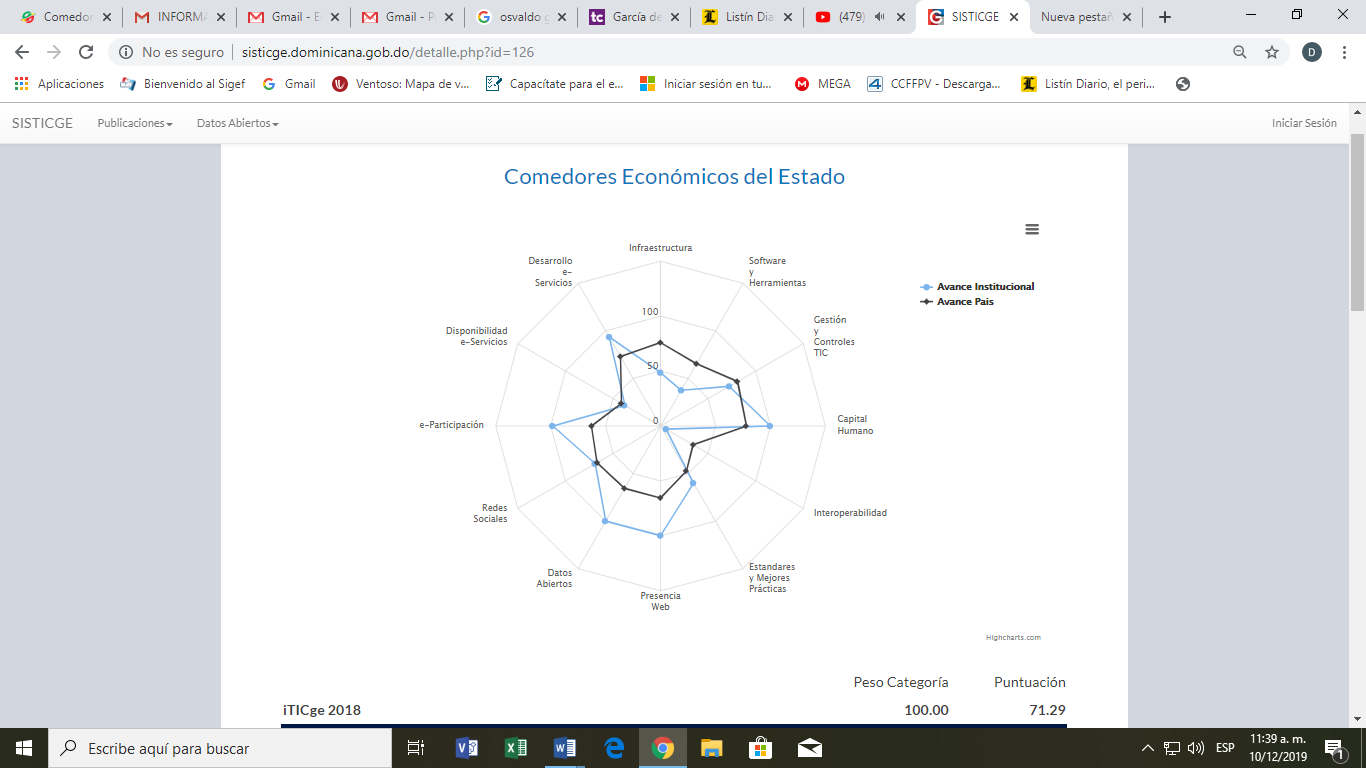 Comedor
INFORMA
Gmail - E
Gmail - P
osvaldo g
García de
Listín Dia
(479)
SISTICGE
Nueva pestañ
No es seguro | sisticge.dominicana.gob.do/detalle.php?id=126
D
Aplicaciones
Bienvenido al Sigef
Gmail
Ventoso: Mapa de v...
Capacítate para el e...
Iniciar sesión en tu...
MEGA
CCFFPV - Descarga...
Listín Diario, el peri...
SISTICGE
Publicaciones
Datos Abiertos
Iniciar Sesión
Comedores Económicos del Estado
Infraestructura
Software
y
Herramientas
Gestión
y
Controles
TIC
Capital
Humano
Interoperabilidad
Estandares
y Mejores
Prácticas
Presencia
Web
Datos
Abiertos
Redes
Sociales
e-Participación
Disponibilidad
e-Servicios
Desarrollo
e-
Servicios
100
50
0
Avance Institucional
Avance Pais
Highcharts.com
Peso Categoría Puntuación
iTICge 2018 100.00 71.29
Escribe aquí para buscar
ESP
11:39 a. m.
10/12/2019
1